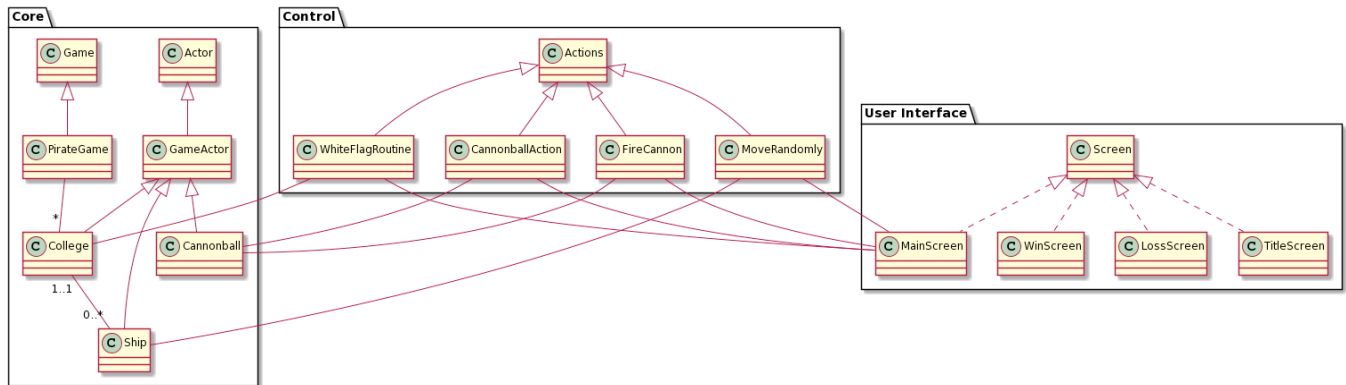 Core
Control
User Interface
C Game
C Actor
C Actions
C PirateGame
C GameActor
C WhiteFlagRoutine
C CannonballAction
C FireCannon
C MoveRandomly
C Screen
*
C College
C Cannonball
C MainScreen
C WinScreen
C LossScreen
C TitleScreen
1..1
0..*
C Ship